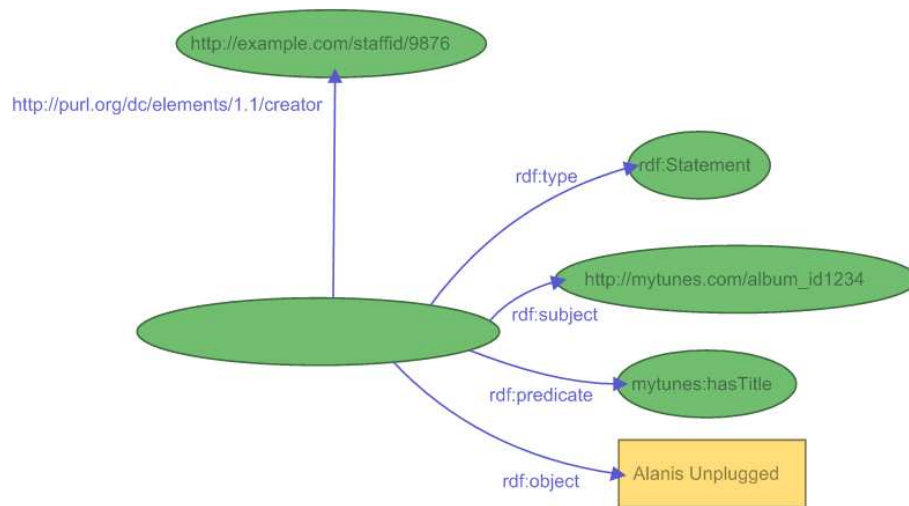 http://example.com/staffid/9876
http://purl.org/dc/elements/1.1/creator
rdf:type
rdf:Statement
http://mytunes.com/album_id1234
rdf:subject
mytunes:hasTitle
rdf:predicate
Alanis Unplugged
rdf:object